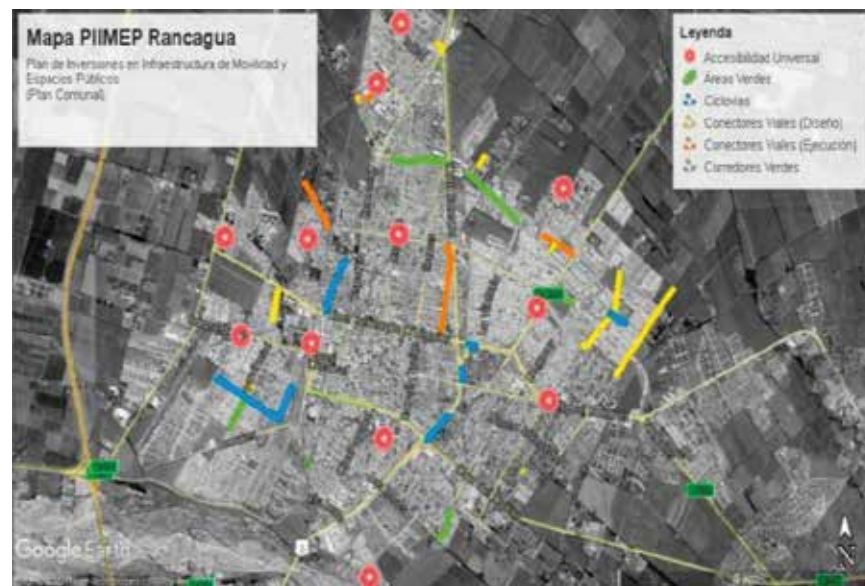 Mapa PIIMEP Rancagua
Plan de Inversiones en Infraestructura de Movilidad y
Espacios Públicos
(Plan Comunal)
Leyenda
Accesibilidad Universal
Áreas Verdes
Ciclovías
Conectores Viales (Diseño)
Conectores Viales (Ejecución)
Corredores Verdes
Google Earth
N